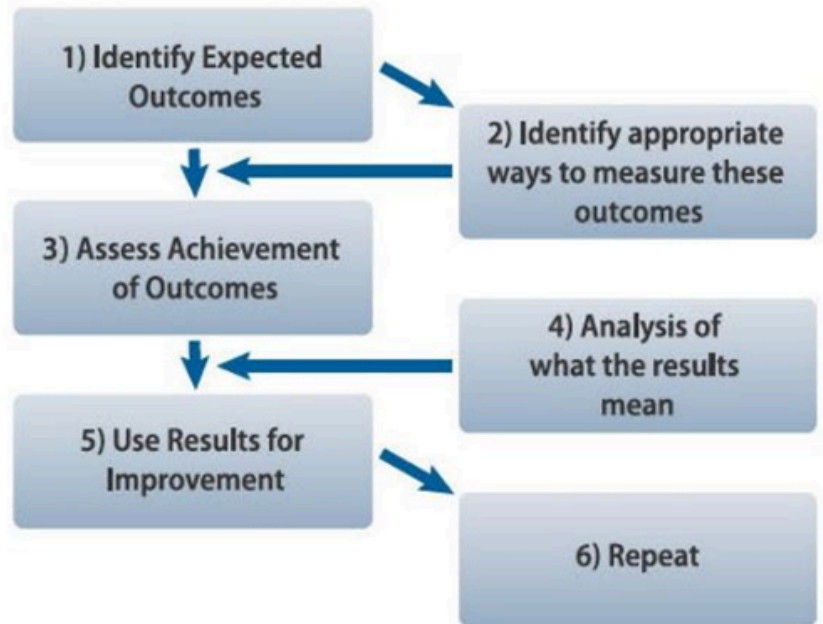 1) Identify Expected
Outcomes
2) Identify appropriate
ways to measure these
outcomes
3) Assess Achievement
of Outcomes
4) Analysis of
what the results
mean
5) Use Results for
Improvement
6) Repeat